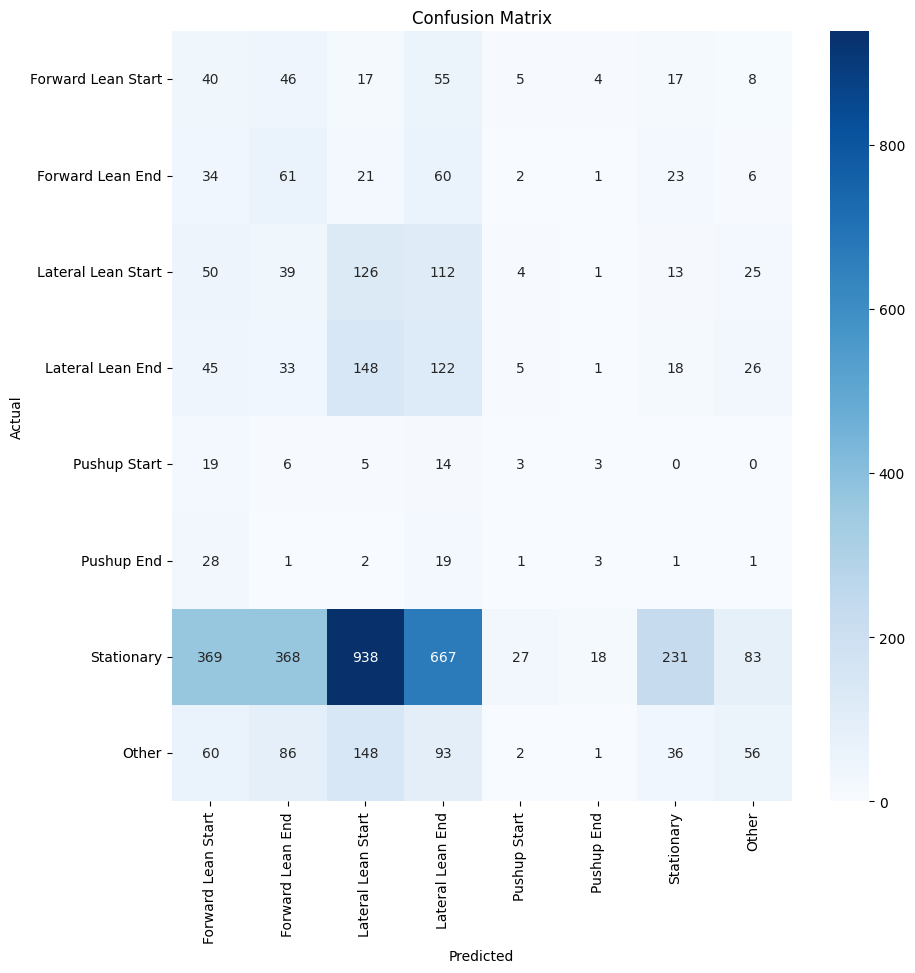 Confusion Matrix
Forward Lean Start 40 46 17 55 5 4 17 8
Forward Lean End 34 61 21 60 2 1 23 6
Lateral Lean Start 50 39 126 112 4 1 13 25
Lateral Lean End 45 33 148 122 5 1 18 26
Pushup Start 19 6 5 14 3 3 0 0
Pushup End 28 1 2 19 1 3 1 1
Stationary 369 368 938 667 27 18 231 83
Other 60 86 148 93 2 1 36 56
Actual
Forward Lean Start
Forward Lean End
Lateral Lean Start
Lateral Lean End
Pushup Start
Pushup End
Stationary
Other
Predicted
800
600
400
200
0